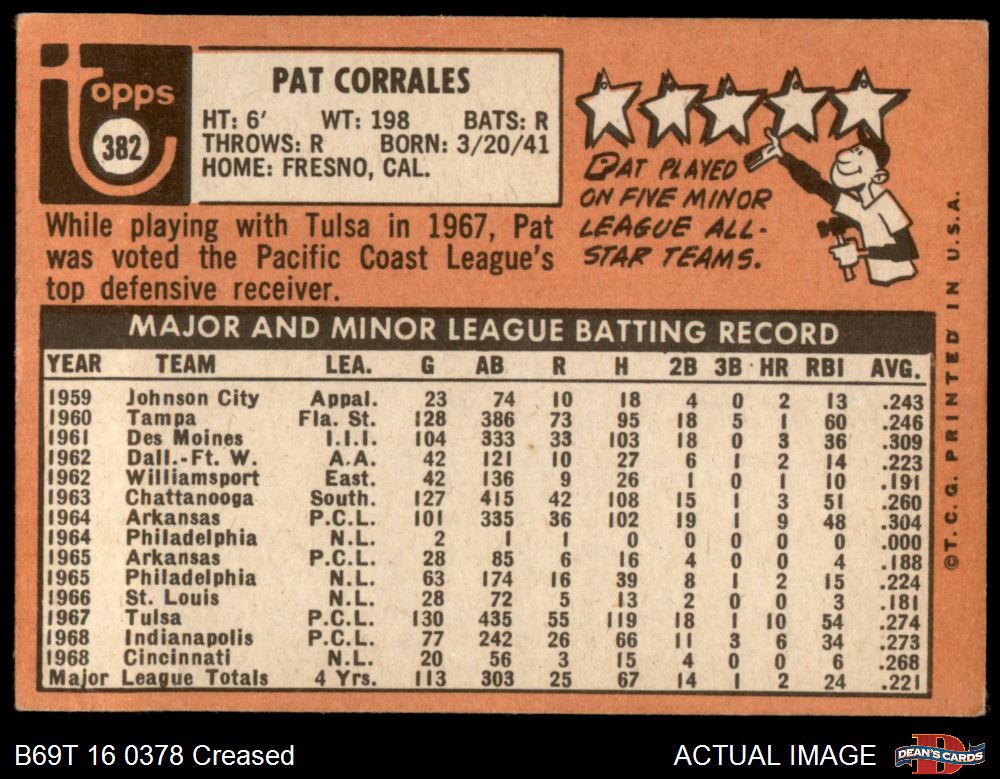 topps
382
PAT CORRALES
HT: 6' WT: 198 BATS: R
THROWS: R BORN: 3/20/41
HOME: FRESNO, CAL.
While playing with Tulsa in 1967, Pat
was voted the Pacific Coast League's
top defensive receiver.
PAT PLAYED
ON FIVE MINOR
LEAGUE ALL-
STAR TEAMS.
MAJOR AND MINOR LEAGUE BATTING RECORD
YEAR TEAM LEA. G AB R H 2B 3B HR RBI AVG.
1959 Johnson City Appal. 23 74 10 18 4 0 2 13 .243
1960 Tampa Fla. St. 128 386 73 95 18 5 1 60 .246
1961 Des Moines I.I.I. 104 333 33 103 18 0 3 36 .309
1962 Dall.-Ft. W. A.A. 42 121 10 27 6 1 2 14 .223
1962 Williamsport East. 42 136 9 26 1 0 1 10 .191
1963 Chattanooga South. 127 415 42 108 15 1 3 51 .260
1964 Arkansas P.C.L. 101 335 36 102 19 1 9 48 .304
1964 Philadelphia N.L. 2 1 1 0 0 0 0 0 .000
1965 Arkansas P.C.L. 28 85 6 16 4 0 0 4 .188
1965 Philadelphia N.L. 63 174 16 39 8 1 2 15 .224
1966 St. Louis N.L. 28 72 5 13 2 0 0 3 .181
1967 Tulsa P.C.L. 130 435 55 119 18 1 10 54 .274
1968 Indianapolis P.C.L. 77 242 26 66 11 3 6 34 .273
1968 Cincinnati N.L. 20 56 3 15 4 0 0 6 .268
Major League Totals 4 Yrs. 113 303 25 67 14 1 2 24 .221
© T.C.G. PRINTED IN U.S.A.
B69T 16 0378 Creased
ACTUAL IMAGE
DEAN'S CARDS